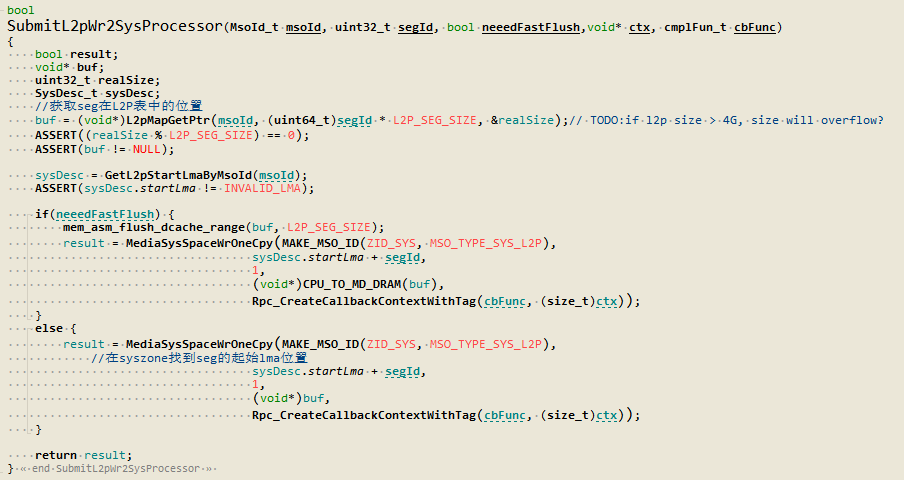 bool
SubmitL2pWr2SysProcessor(MsoId_t msoId, uint32_t segId, bool neeedFastFlush,void* ctx, cmplFun_t cbFunc)
{
bool result;
void* buf;
uint32_t realSize;
SysDesc_t sysDesc;
//获取seg在L2P表中的位置
buf = (void*)L2pMapGetPtr(msoId, (uint64_t)segId * L2P_SEG_SIZE, &realSize);// TODO:if l2p size > 4G, size will overflow?
ASSERT((realSize % L2P_SEG_SIZE) == 0);
ASSERT(buf != NULL);
sysDesc = GetL2pStartLmaByMsoId(msoId);
ASSERT(sysDesc.startLma != INVALID_LMA);
if(neeedFastFlush) {
mem_asm_flush_dcache_range(buf, L2P_SEG_SIZE);
result = MediaSysSpaceWrOneCpy(MAKE_MSO_ID(ZID_SYS, MSO_TYPE_SYS_L2P),
sysDesc.startLma + segId,
1,
(void*)CPU_TO_MD_DRAM(buf),
Rpc_CreateCallbackContextWithTag(cbFunc, (size_t)ctx));
}
else {
result = MediaSysSpaceWrOneCpy(MAKE_MSO_ID(ZID_SYS, MSO_TYPE_SYS_L2P),
//在syszone找到seg的起始lma位置
sysDesc.startLma + segId,
1,
(void*)buf,
Rpc_CreateCallbackContextWithTag(cbFunc, (size_t)ctx));
}
return result;
} « end SubmitL2pWr2SysProcessor »